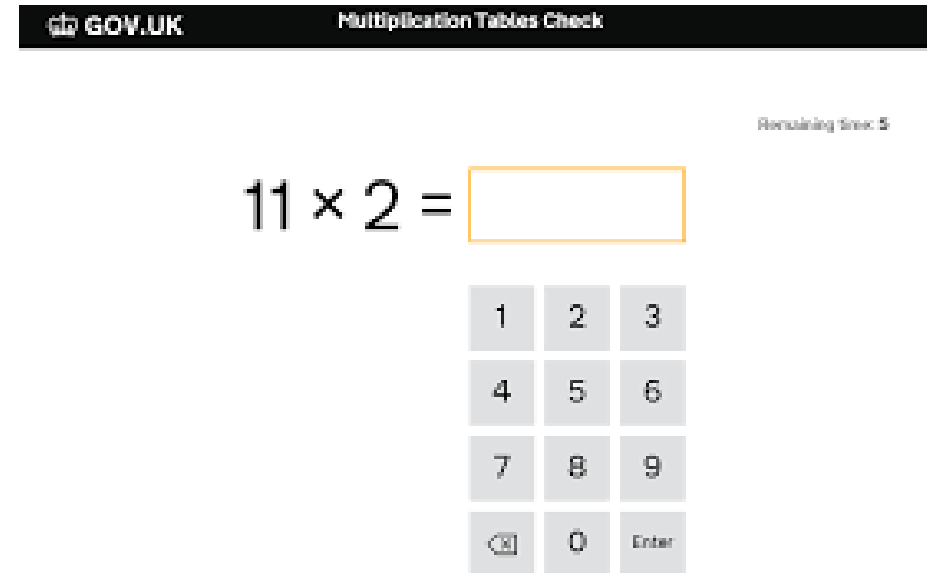 GOV.UK Multiplication Tables Check
Remaining time: 5
11 × 2 =
1 2 3
4 5 6
7 8 9
0 Enter